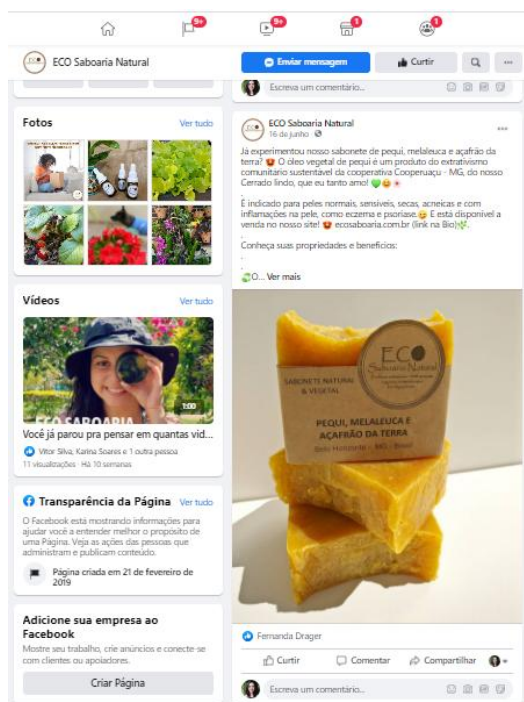 9+
9+
1
1
ECO Saboaria Natural
Enviar mensagem
Curtir
Escreva um comentário...
Fotos
Ver tudo
Vídeos
Ver tudo
ECO SABOARIA
1:00
Você já parou pra pensar em quantas vid...
Vitor Silva, Karina Soares e 1 outra pessoa
11 visualizações · Há 10 semanas
Transparência da Página
Ver tudo
O Facebook está mostrando informações para
ajudar você a entender melhor o propósito de
uma Página. Veja as ações das pessoas que
administram e publicam conteúdo.
Página criada em 21 de fevereiro de
2019
Adicione sua empresa ao
Facebook
Mostre seu trabalho, crie anúncios e conecte-se
com clientes ou apoiadores.
Criar Página
ECO Saboaria Natural
16 de junho
Já experimentou nosso sabonete de pequi, melaleuca e açafrão da
terra? O óleo vegetal de pequi é um produto do extrativismo
comunitário sustentável da cooperativa Cooperuaçu - MG, do nosso
Cerrado lindo, que eu tanto amo!
.
É indicado para peles normais, sensíveis, secas, acneicas e com
inflamações na pele, como eczema e psoríase. E está disponível a
venda no nosso site! ecosaboaria.com.br (link na Bio)
.
Conheça suas propriedades e benefícios:
.
.
O... Ver mais
ECO
Saboaria Natural
SABONETE NATURAL
& VEGETAL
PEQUI, MELALEUCA E
AÇAFRÃO DA TERRA
Belo Horizonte - MG - Brasil
Fernanda Drager
Curtir
Comentar
Compartilhar
Escreva um comentário...